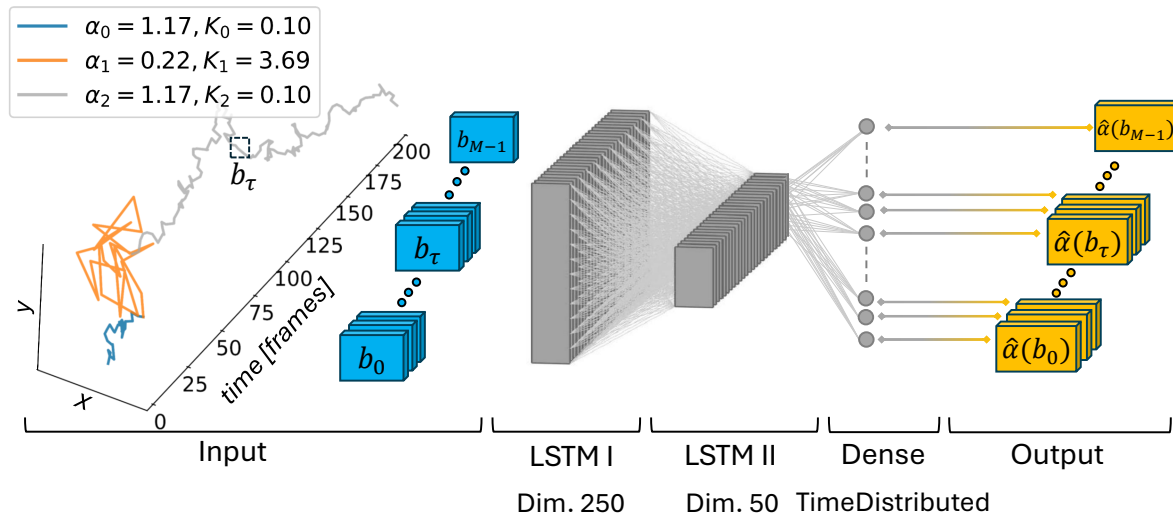 α₀ = 1.17, K₀ = 0.10
α₁ = 0.22, K₁ = 3.69
α₂ = 1.17, K₂ = 0.10
b_τ
y
x
time [frames]
0
25
50
75
100
125
150
175
200
b_{M−1}
b_τ
b₀
α̂(b_{M−1})
α̂(b_τ)
α̂(b₀)
Input
LSTM I
LSTM II
Dense
Output
Dim. 250
Dim. 50
TimeDistributed